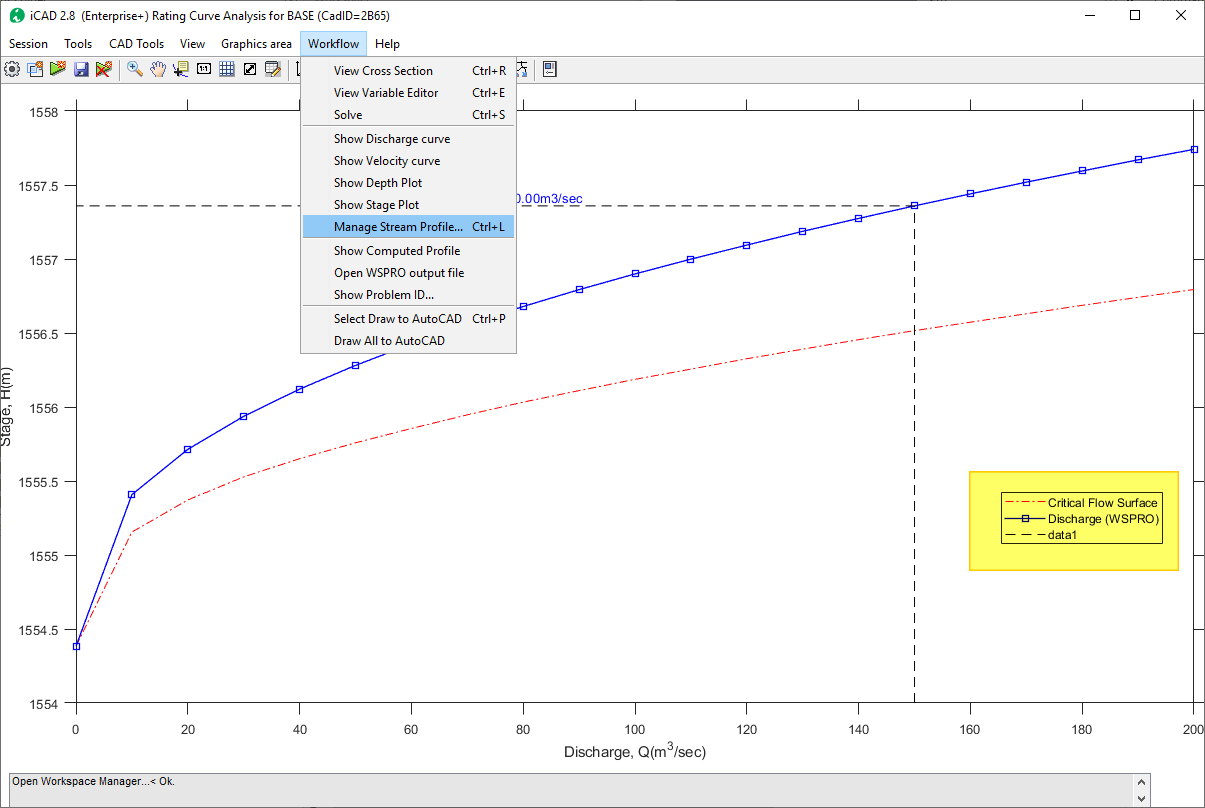 iCAD 2.8 (Enterprise+) Rating Curve Analysis for BASE (CadID=2B65)
Session Tools CAD Tools View Graphics area Workflow Help
View Cross Section Ctrl+R
View Variable Editor Ctrl+E
Solve Ctrl+S
Show Discharge curve
Show Velocity curve
Show Depth Plot
Show Stage Plot
Manage Stream Profile... Ctrl+L
Show Computed Profile
Open WSPRO output file
Show Problem ID...
Select Draw to AutoCAD Ctrl+P
Draw All to AutoCAD
0.00m3/sec
1558
1557.5
1557
1556.5
1556
1555.5
1555
1554.5
1554
Stage, H(m)
Critical Flow Surface
Discharge (WSPRO)
data1
0 20 40 60 80 100 120 140 160 180 200
Discharge, Q(m3/sec)
Open Workspace Manager...< Ok.